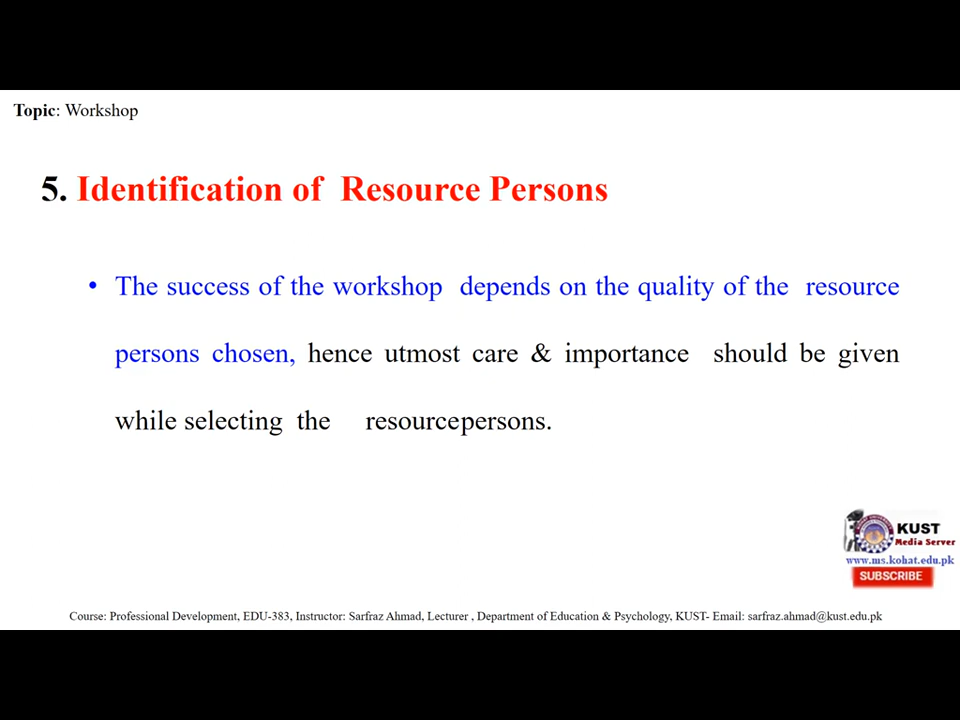 Topic: Workshop
5. Identification of Resource Persons
• The success of the workshop depends on the quality of the resource
persons chosen, hence utmost care & importance should be given
while selecting the resourcepersons.
KUST
Media Server
www.ms.kohat.edu.pk
SUBSCRIBE
Course: Professional Development, EDU-383, Instructor: Sarfraz Ahmad, Lecturer , Department of Education & Psychology, KUST- Email: sarfraz.ahmad@kust.edu.pk